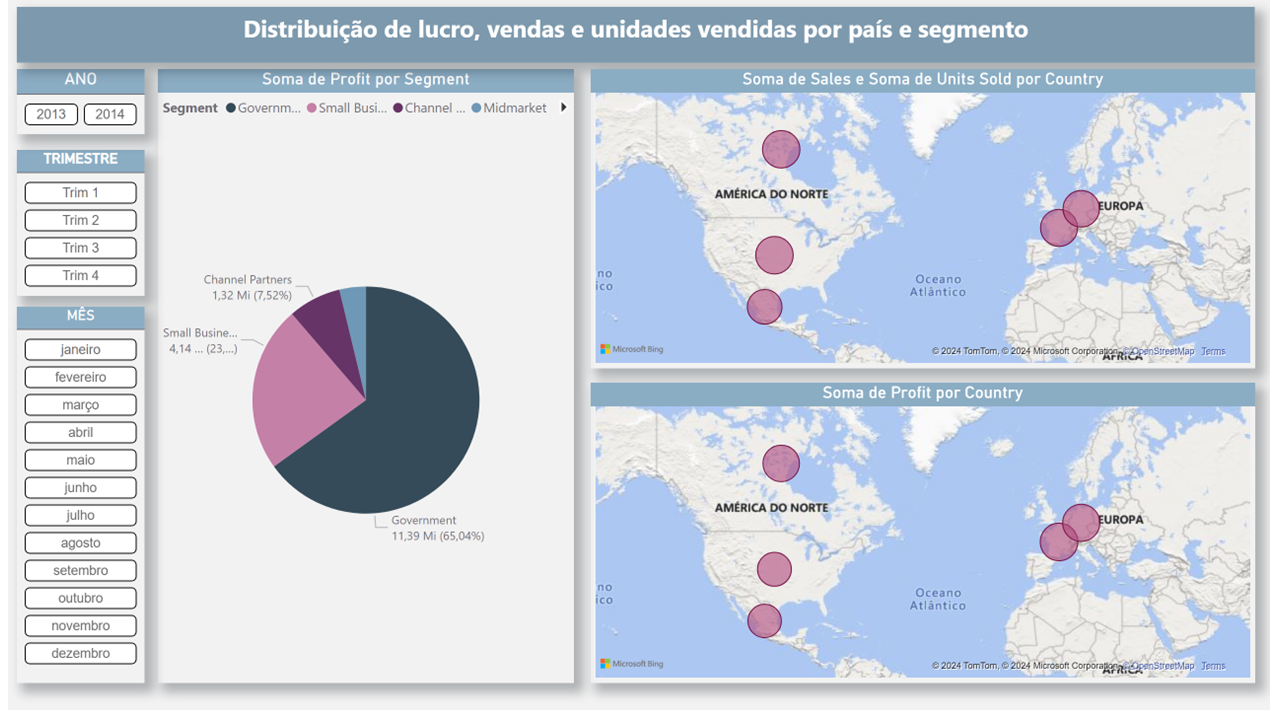 Distribuição de lucro, vendas e unidades vendidas por país e segmento
ANO
2013 2014
TRIMESTRE
Trim 1
Trim 2
Trim 3
Trim 4
MÊS
janeiro
fevereiro
março
abril
maio
junho
julho
agosto
setembro
outubro
novembro
dezembro
Soma de Profit por Segment
Segment Governm... Small Busi... Channel ... Midmarket
Channel Partners
1,32 Mi (7,52%)
Small Busine...
4,14 ... (23,...)
Government
11,39 Mi (65,04%)
Soma de Sales e Soma de Units Sold por Country
AMÉRICA DO NORTE
EUROPA
no
ico
Oceano
Atlântico
ÁFRICA
Microsoft Bing
© 2024 TomTom, © 2024 Microsoft Corporation, © OpenStreetMap Terms
Soma de Profit por Country
AMÉRICA DO NORTE
EUROPA
no
ico
Oceano
Atlântico
ÁFRICA
Microsoft Bing
© 2024 TomTom, © 2024 Microsoft Corporation, © OpenStreetMap Terms